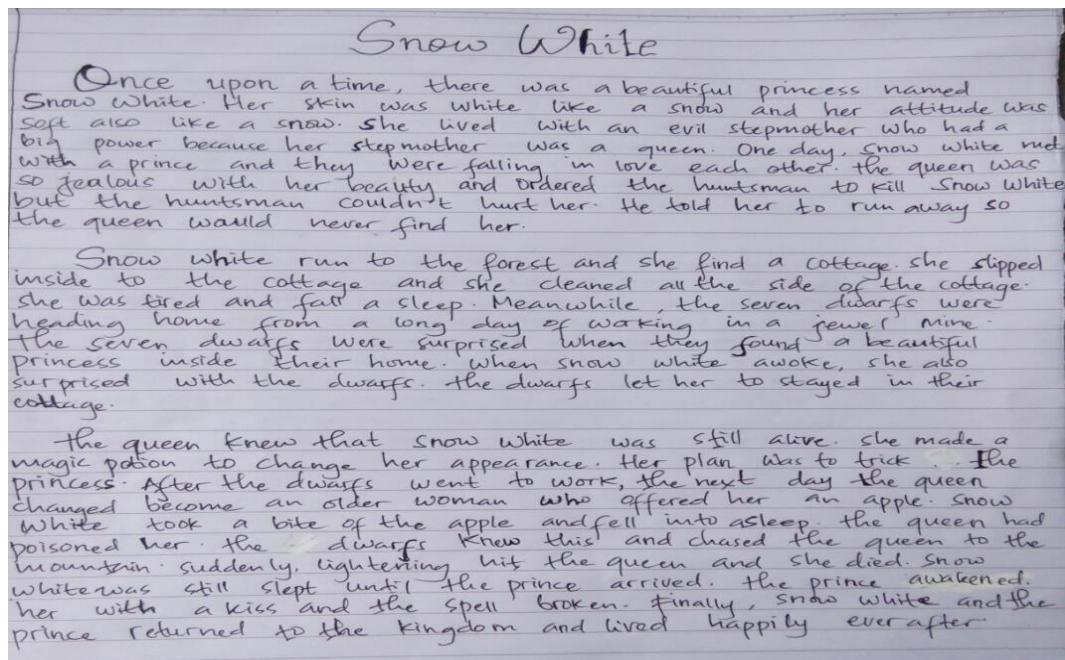 Snow White
Once upon a time, there was a beautiful princess named
Snow White. Her skin was white like a snow and her attitude was
soft also like a snow. She lived with an evil stepmother who had a
big power because her stepmother was a queen. One day, snow white met
with a prince and they were falling in love each other. the queen was
so jealous with her beauty and ordered the huntsman to kill Snow White
but the huntsman couldn't hurt her. He told her to run away so
the queen would never find her.
Snow white run to the forest and she find a cottage. she slipped
inside to the cottage and she cleaned all the side of the cottage.
she was tired and fall a sleep. Meanwhile, the seven dwarfs were
heading home from a long day of working in a jewel mine.
The seven dwarfs were surprised when they found a beautiful
princess inside their home. when snow white awoke, she also
surprised with the dwarfs. the dwarfs let her to stayed in their
cottage.
the queen knew that snow white was still alive. she made a
magic potion to change her appearance. Her plan was to trick .. the
princess. After the dwarfs went to work, the next day the queen
changed become an older woman who offered her an apple. snow
white took a bite of the apple and fell into asleep. the queen had
poisoned her. the dwarfs knew this and chased the queen to the
mountain. suddenly, lightening hit the queen and she died. snow
white was still slept until the prince arrived. the prince awakened.
her with a kiss and the spell broken. Finally, snow white and the
prince returned to the kingdom and lived happily ever after